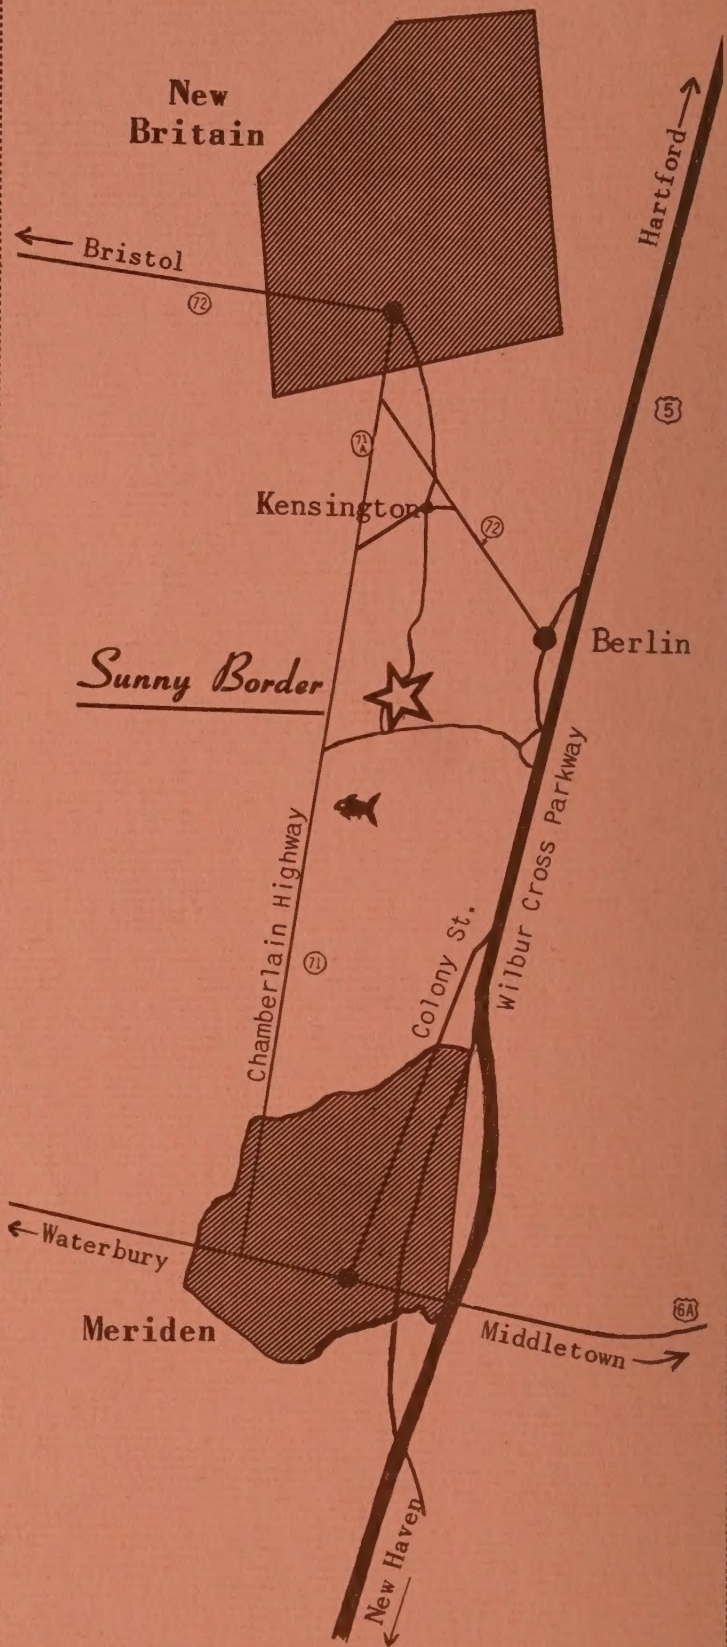 New
Britain
Hartford
Bristol
72
5
71
A
Kensington
72
Berlin
Sunny Border
Wilbur Cross Parkway
Chamberlain Highway
Colony St.
71
Waterbury
6A
Meriden
Middletown
New Haven